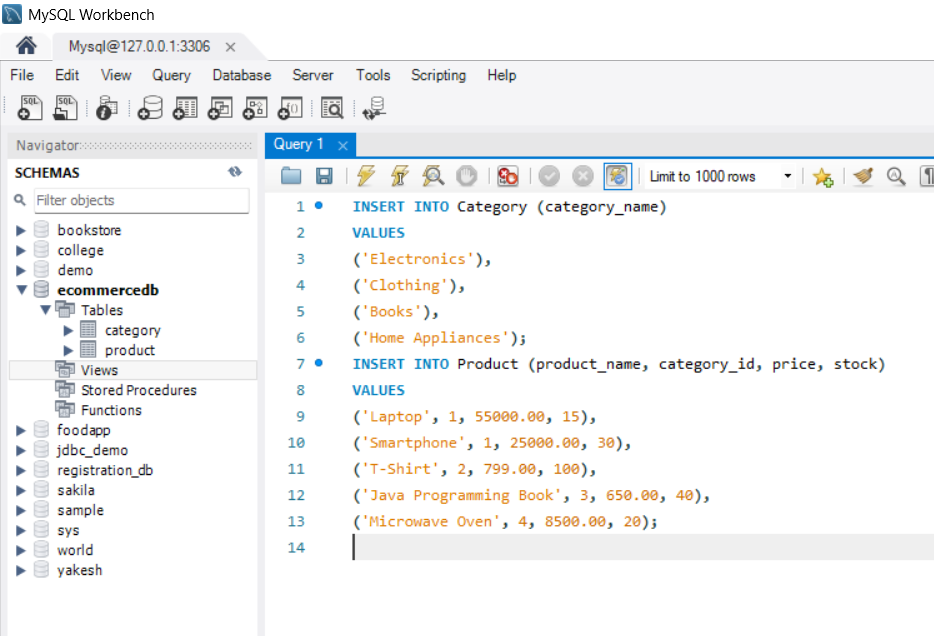 MySQL Workbench
Mysql@127.0.0.1:3306
File Edit View Query Database Server Tools Scripting Help
SQL SQL
Navigator
SCHEMAS
Filter objects
bookstore
college
demo
ecommercedb
Tables
category
product
Views
Stored Procedures
Functions
foodapp
jdbc_demo
registration_db
sakila
sample
sys
world
yakesh
Query 1
Limit to 1000 rows
1 INSERT INTO Category (category_name)
2 VALUES
3 ('Electronics'),
4 ('Clothing'),
5 ('Books'),
6 ('Home Appliances');
7 INSERT INTO Product (product_name, category_id, price, stock)
8 VALUES
9 ('Laptop', 1, 55000.00, 15),
10 ('Smartphone', 1, 25000.00, 30),
11 ('T-Shirt', 2, 799.00, 100),
12 ('Java Programming Book', 3, 650.00, 40),
13 ('Microwave Oven', 4, 8500.00, 20);
14